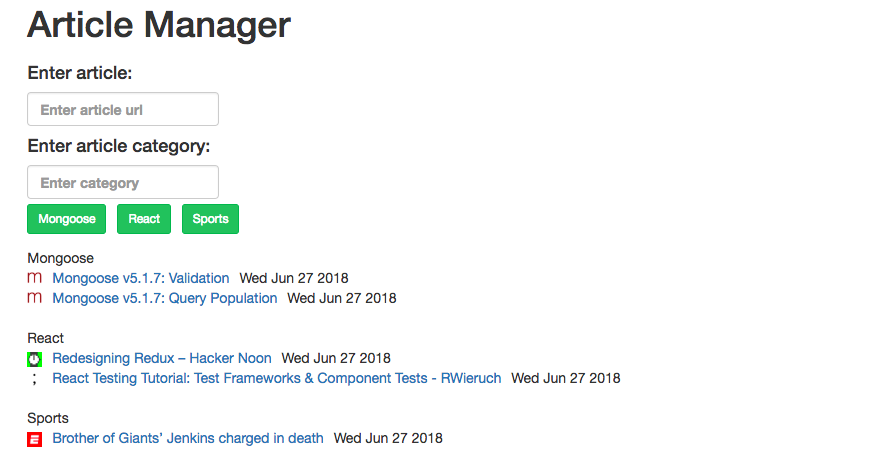 Article Manager
Enter article:
Enter article url
Enter article category:
Enter category
Mongoose React Sports
Mongoose
m Mongoose v5.1.7: Validation Wed Jun 27 2018
m Mongoose v5.1.7: Query Population Wed Jun 27 2018
React
Redesigning Redux – Hacker Noon Wed Jun 27 2018
; React Testing Tutorial: Test Frameworks & Component Tests - RWieruch Wed Jun 27 2018
Sports
E Brother of Giants’ Jenkins charged in death Wed Jun 27 2018